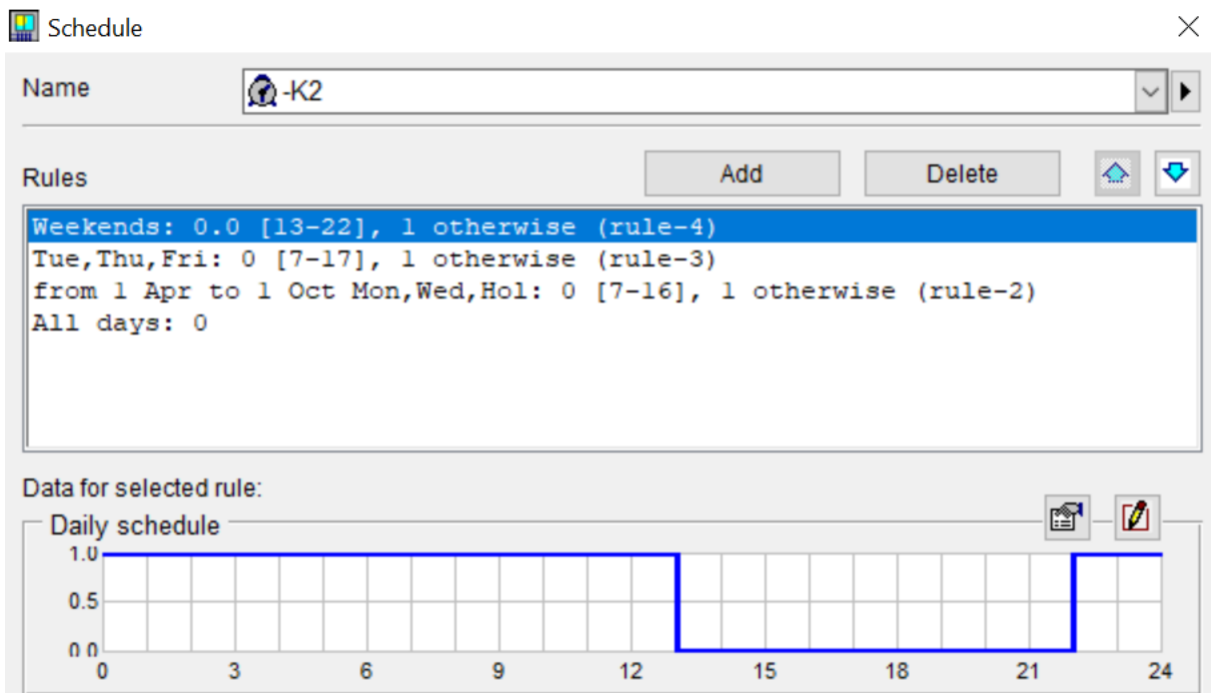 Schedule
Name -K2
Rules Add Delete
Weekends: 0.0 [13-22], 1 otherwise (rule-4)
Tue,Thu,Fri: 0 [7-17], 1 otherwise (rule-3)
from 1 Apr to 1 Oct Mon,Wed,Hol: 0 [7-16], 1 otherwise (rule-2)
All days: 0
Data for selected rule:
Daily schedule
1.0
0.5
0.0
0 3 6 9 12 15 18 21 24